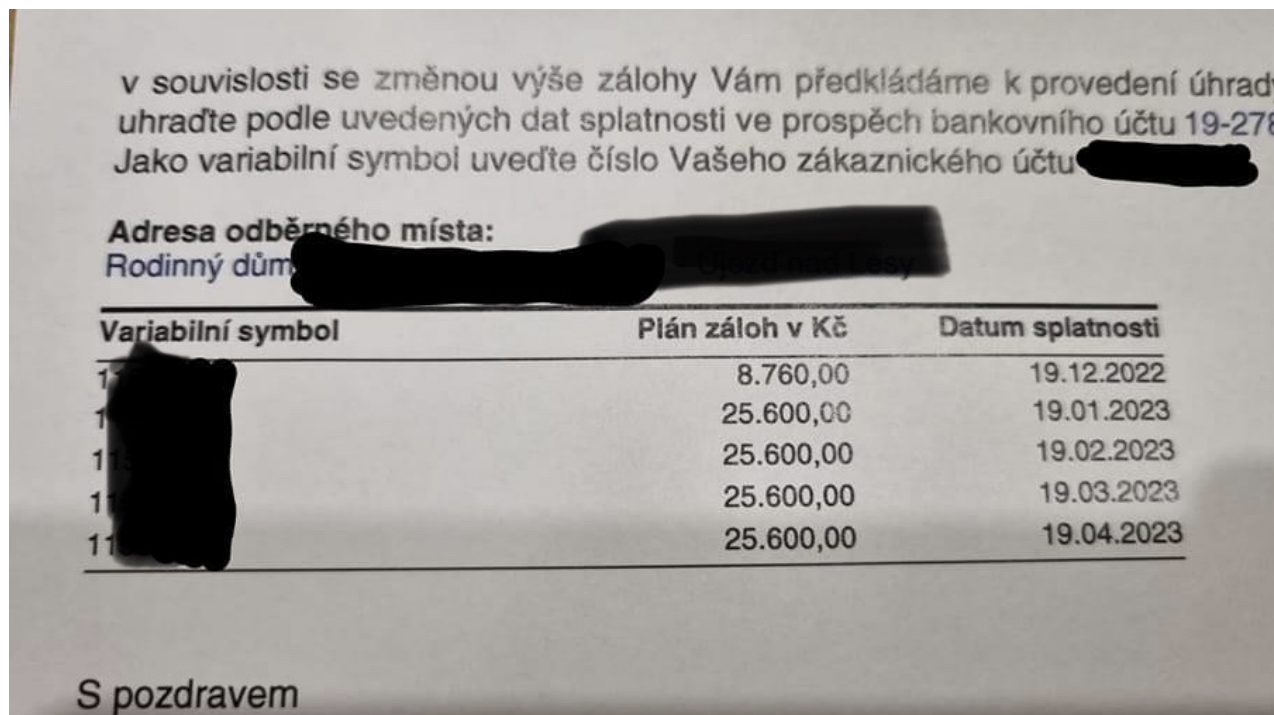 v souvislosti se změnou výše zálohy Vám předkládáme k provedení úhrady
uhraďte podle uvedených dat splatnosti ve prospěch bankovního účtu 19-278
Jako variabilní symbol uveďte číslo Vašeho zákaznického účtu
Adresa odběrného místa:
Rodinný dům
Variabilní symbol Plán záloh v Kč Datum splatnosti
8.760,00 19.12.2022
25.600,00 19.01.2023
25.600,00 19.02.2023
25.600,00 19.03.2023
25.600,00 19.04.2023
S pozdravem